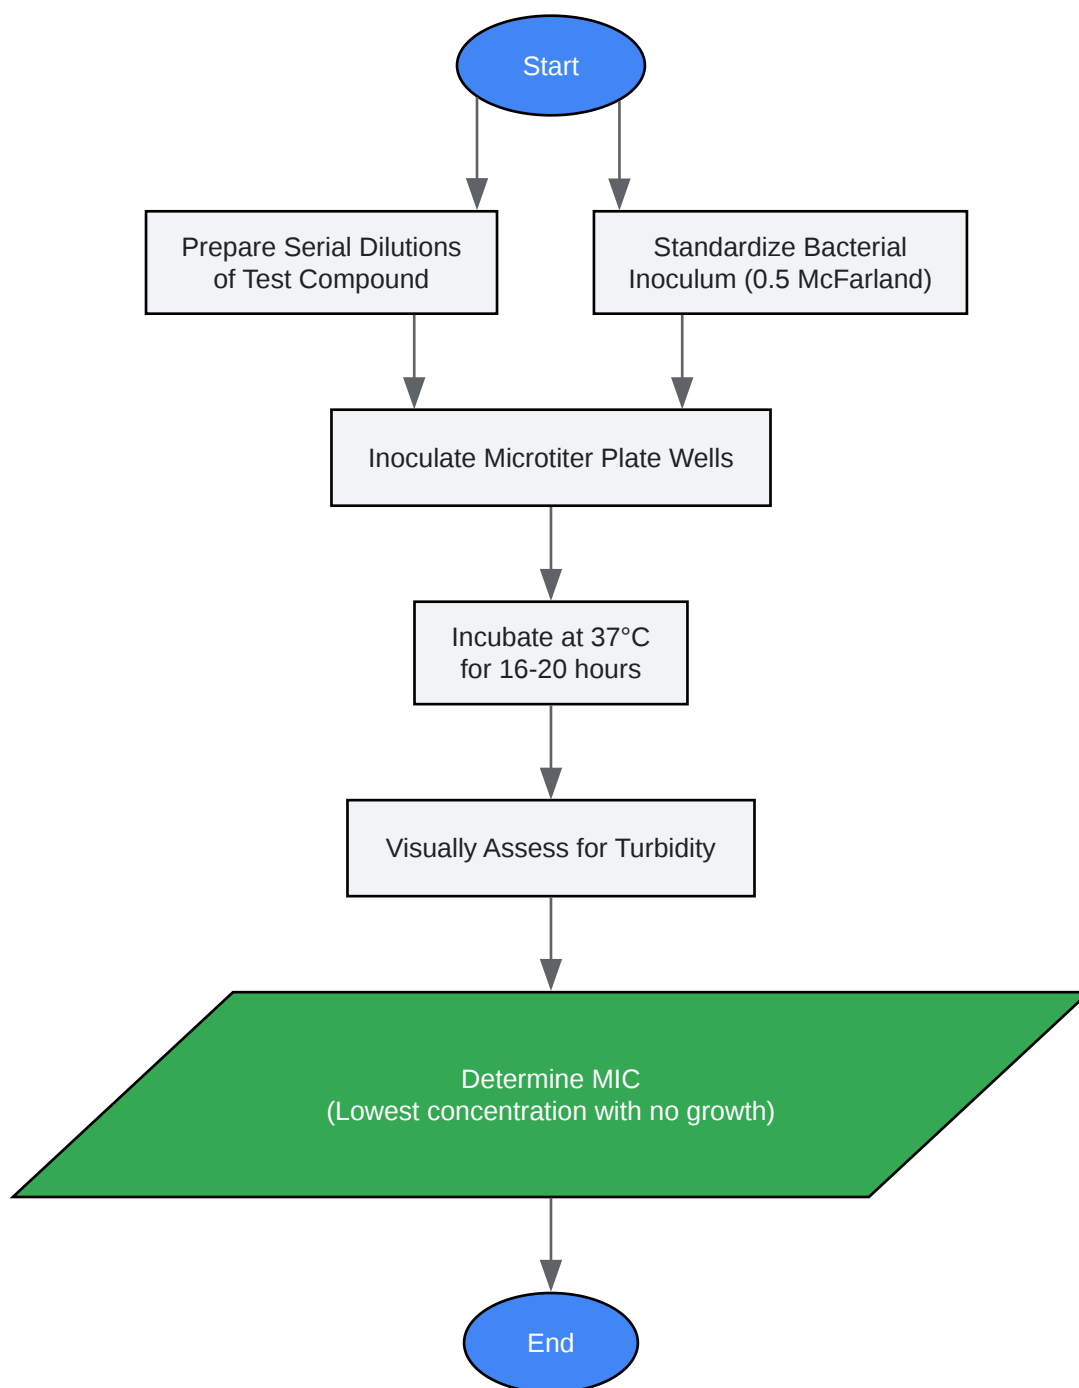 Start
Prepare Serial Dilutions
of Test Compound
Standardize Bacterial
Inoculum (0.5 McFarland)
Inoculate Microtiter Plate Wells
Incubate at 37°C
for 16-20 hours
Visually Assess for Turbidity
Determine MIC
(Lowest concentration with no growth)
End